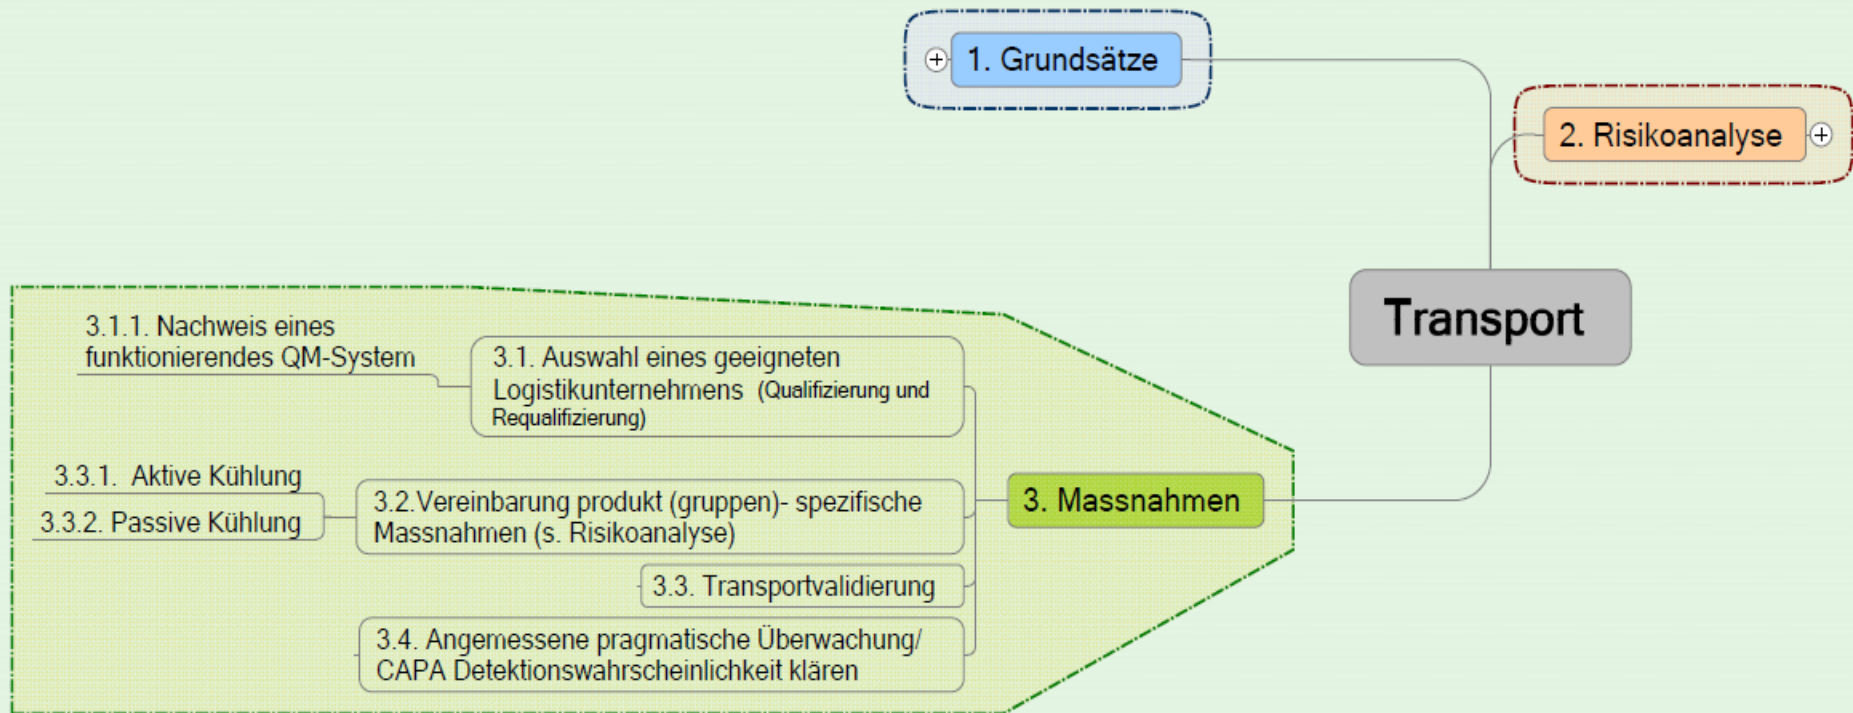 1. Grundsätze
2. Risikoanalyse
Transport
3. Massnahmen
3.1. Auswahl eines geeigneten
Logistikunternehmens (Qualifizierung und
Requalifizierung)
3.1.1. Nachweis eines
funktionierendes QM-System
3.2.Vereinbarung produkt (gruppen)- spezifische
Massnahmen (s. Risikoanalyse)
3.3.1. Aktive Kühlung
3.3.2. Passive Kühlung
3.3. Transportvalidierung
3.4. Angemessene pragmatische Überwachung/
CAPA Detektionswahrscheinlichkeit klären